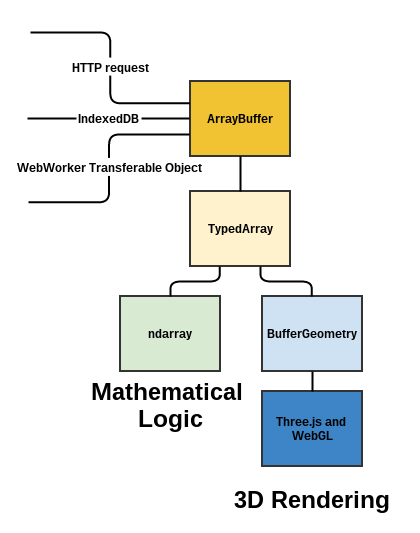 HTTP request
ArrayBuffer
IndexedDB
WebWorker Transferable Object
TypedArray
ndarray
BufferGeometry
Mathematical
Logic
Three.js and
WebGL
3D Rendering